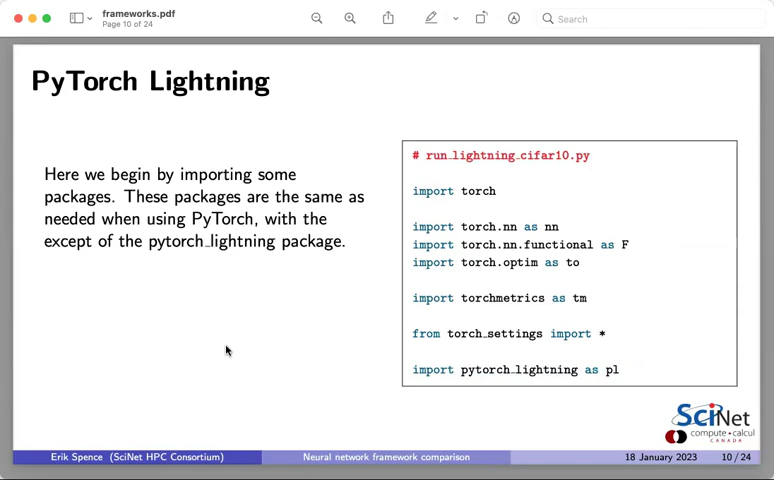 frameworks.pdf
Page 10 of 24
Search
PyTorch Lightning
Here we begin by importing some
packages. These packages are the same as
needed when using PyTorch, with the
except of the pytorch_lightning package.
# run_lightning_cifar10.py
import torch
import torch.nn as nn
import torch.nn.functional as F
import torch.optim as to
import torchmetrics as tm
from torch_settings import *
import pytorch_lightning as pl
SciNet
compute • calcul
CANADA
Erik Spence (SciNet HPC Consortium)
Neural network framework comparison
18 January 2023
10 / 24